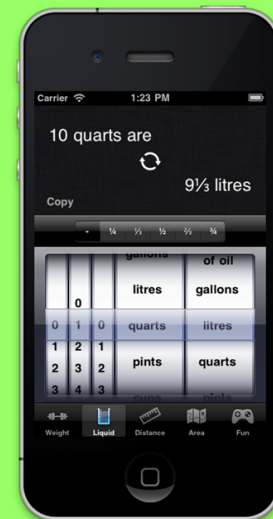 Carrier 1:23 PM
10 quarts are
9⅓ litres
Copy
- ¼ ⅓ ½ ⅔ ¾
gallons of oil
0 litres gallons
0 1 0 quarts litres
1 2 1
2 3 2 pints quarts
3 4 3 cups pints
Weight Liquid Distance Area Fun